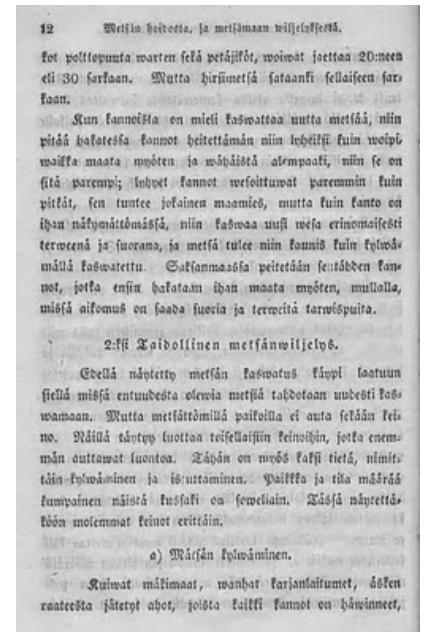 12 Metsän hoidosta, ja metsämaan wiljelyksestä.
kot polttopuuta warten sekä petäjiköt, woiwat jaettaa 20:neen
eli 30 sarkaan. Mutta hirsimetsä sataanki sellaiseen sar-
kaan.
Kun kannoista on mieli kaswattaa uutta metsää, niin
pitää hakatessa kannot heitettämän niin lyhyiksi kuin woipi,
waikka maata myöten ja wähäistä alempaaki, niin se on
sitä parempi; lyhyet kannot wesoittuwat paremmin kuin
pitkät, sen tuntee jokainen maamies, mutta kuin kanto on
ihan näkymättömässä, niin kaswaa uusi wesa erinomaisesti
terweenä ja suorana, ja metsä tulee niin kaunis kuin kylwä-
mällä kaswatettu. Saksanmaassa peitetään sentähden kan-
not, jotka ensin hakataan ihan maata myöten, mullalla,
missä aikomus on saada suoria ja terweitä tarwispuita.
2:ksi Taidollinen metsänwiljelys.
Edellä näytetty metsän kaswatus käypi laatuun
siellä missä entuudesta olewia metsiä tahdotaan uudesti kas-
wamaan. Mutta metsättömillä paikoilla ei auta sekään kei-
no. Näillä täytyy luottaa toisellaisiin keinoihin, jotka enem-
män auttawat luontoa. Tähän on myös kaksi tietä, nimit-
täin kylwäminen ja istuttaminen. Paikka ja tila määrää
kumpainen näistä kussaki on soweliain. Tässä näytettä-
köön molemmat keinot erittäin.
a) Mätsän kylwäminen.
Kuiwat mäkimaat, wanhat karjanlaitumet, äsken
raateesta jätetyt ahot, joista kaikki kannot on häwinneet,